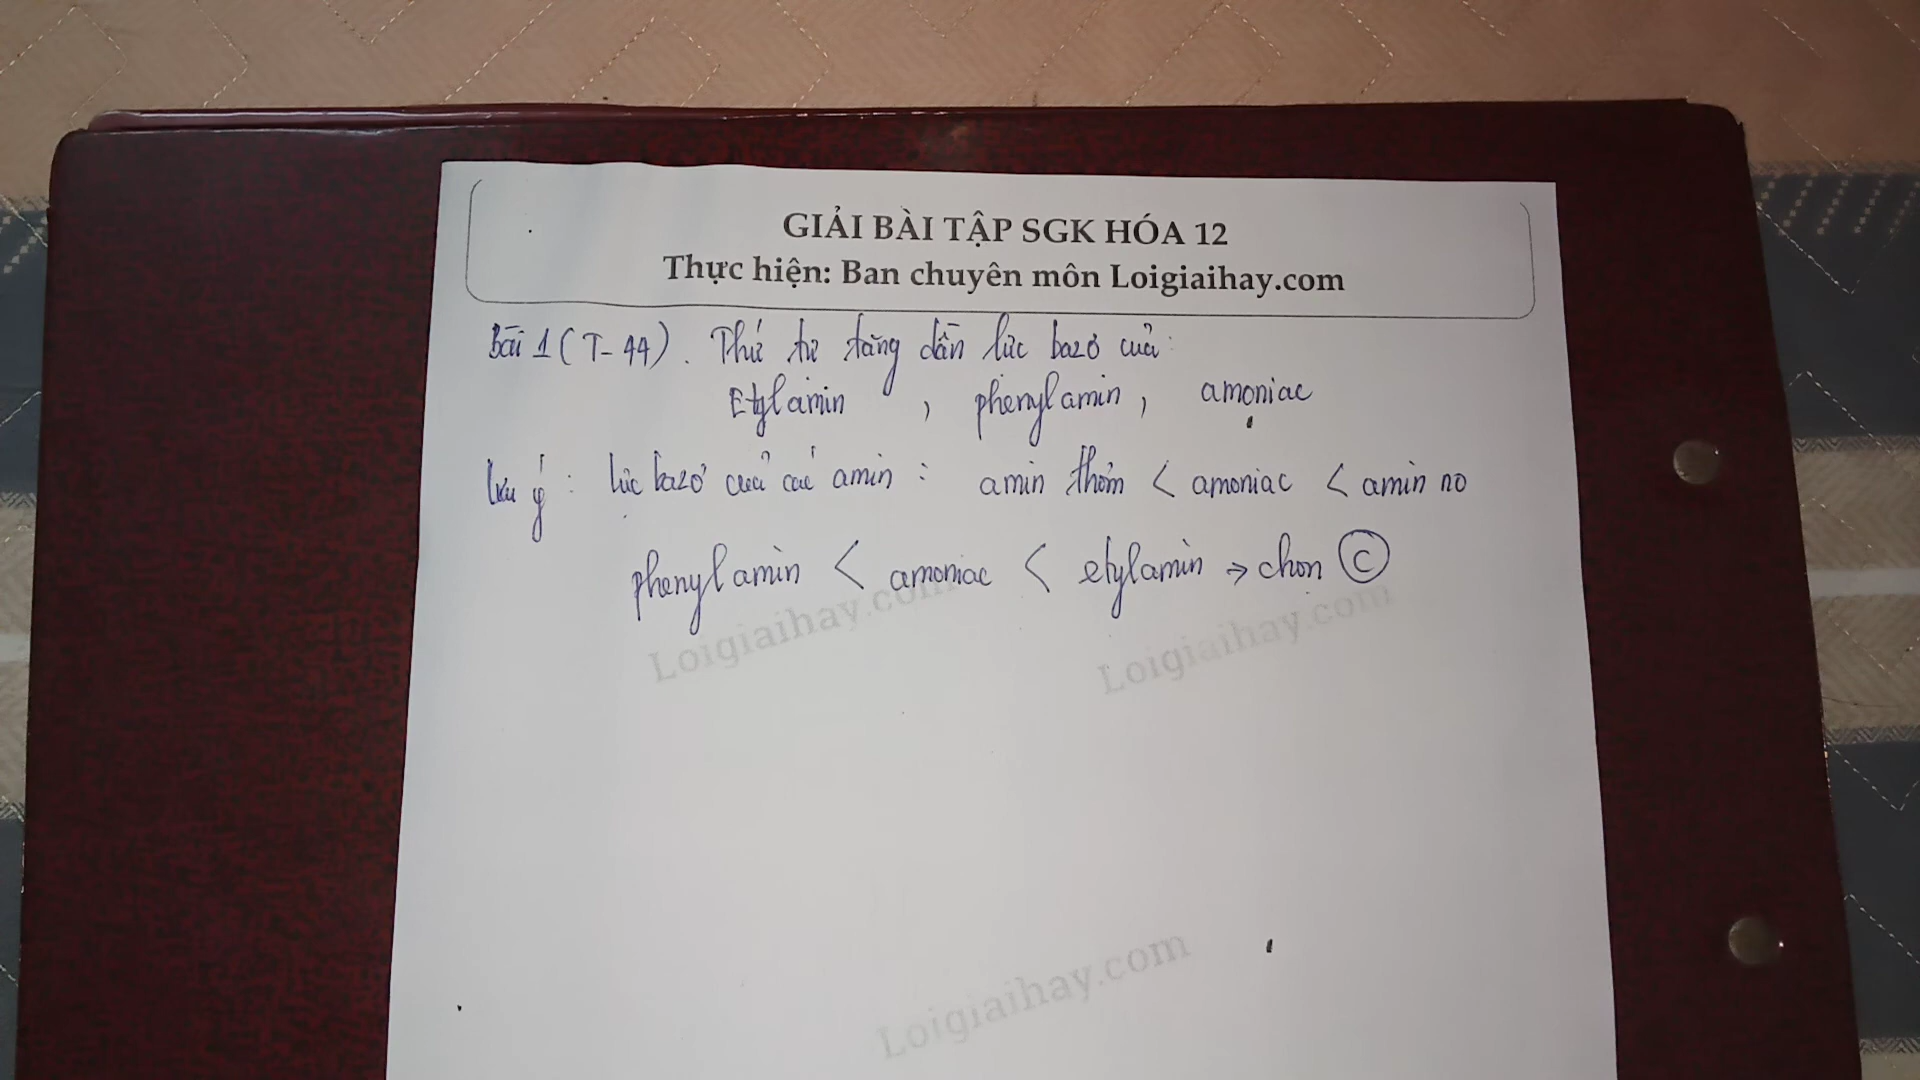 GIẢI BÀI TẬP SGK HÓA 12
Thực hiện: Ban chuyên môn Loigiaihay.com
Bài 1 (T-44). Thứ tự tăng dần lực bazơ của:
Etylamin, phenylamin, amoniac
Lưu ý: lực bazơ của các amin: amin thơm < amoniac < amin no
phenylamin < amoniac < etylamin → chọn C
Loigiaihay.com
Loigiaihay.com
Loigiaihay.com